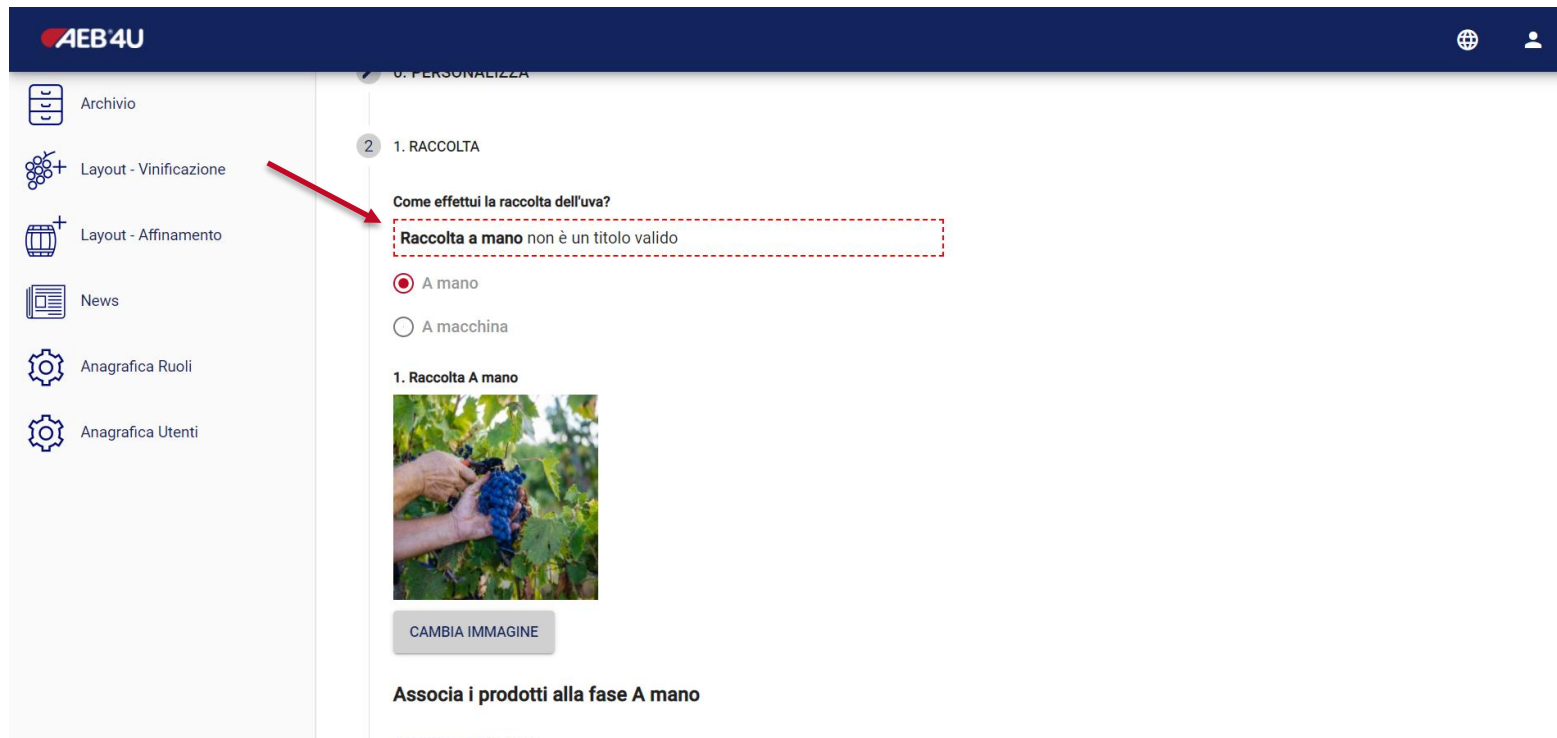 AEB4U
0. PERSONALIZZA
Archivio
Layout - Vinificazione
Layout - Affinamento
News
Anagrafica Ruoli
Anagrafica Utenti
2 1. RACCOLTA
Come effettui la raccolta dell'uva?
Raccolta a mano non è un titolo valido
A mano
A macchina
1. Raccolta A mano
CAMBIA IMMAGINE
Associa i prodotti alla fase A mano